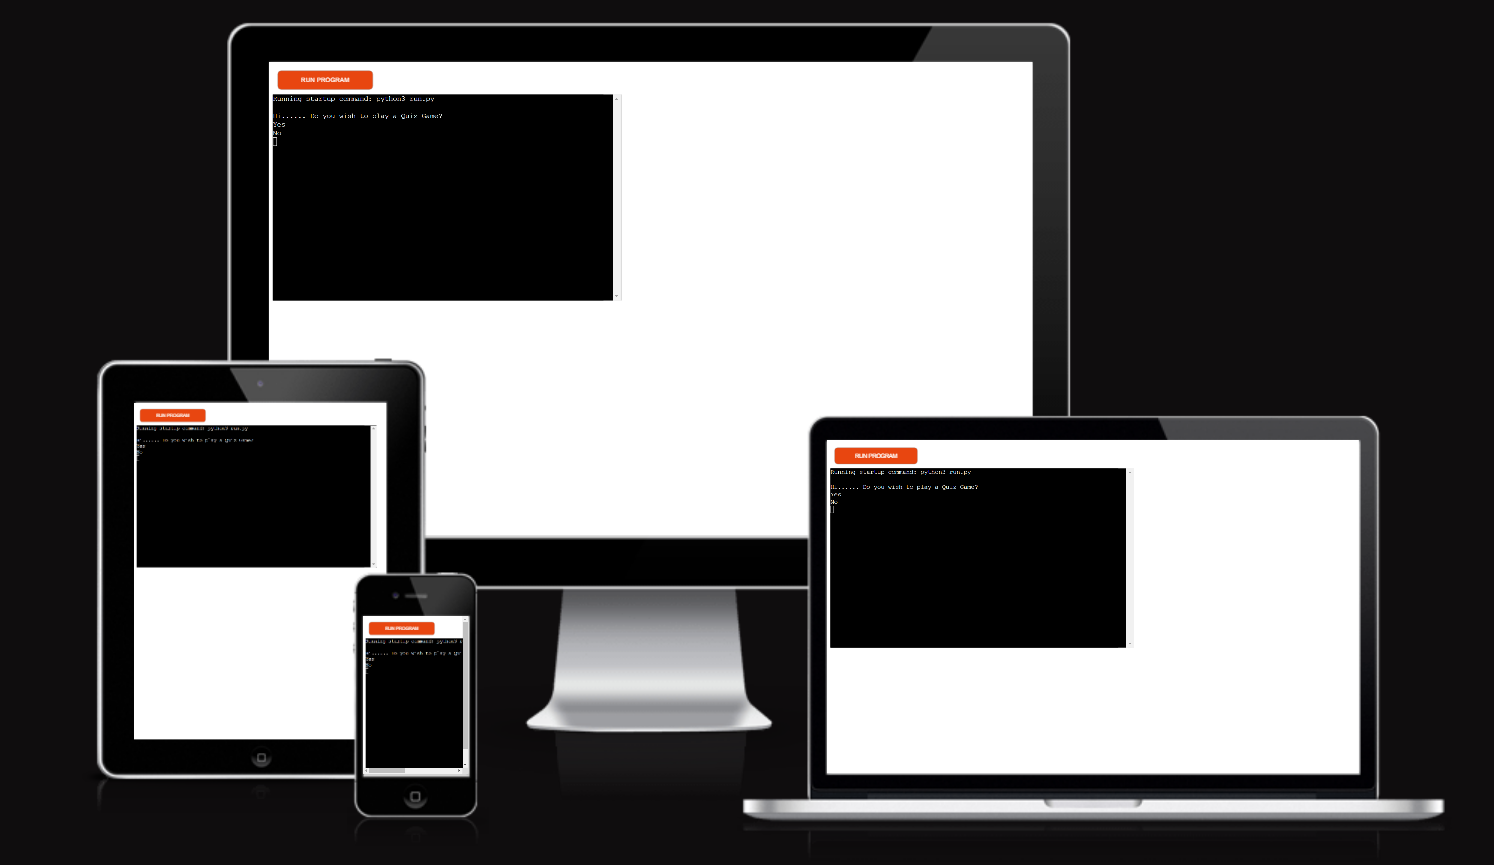 RUN PROGRAM
Running startup command: python3 run.py
Hi...... Do you wish to play a Quiz Game?
Yes
No
RUN PROGRAM
Running startup command: python3 run.py
Hi...... Do you wish to play a Quiz Game?
Yes
No
RUN PROGRAM
Running startup command: python3 run.py
Hi...... Do you wish to play a Quiz Game?
Yes
No
RUN PROGRAM
Running startup command: python3 r
Hi...... Do you wish to play a Qui
Yes
No